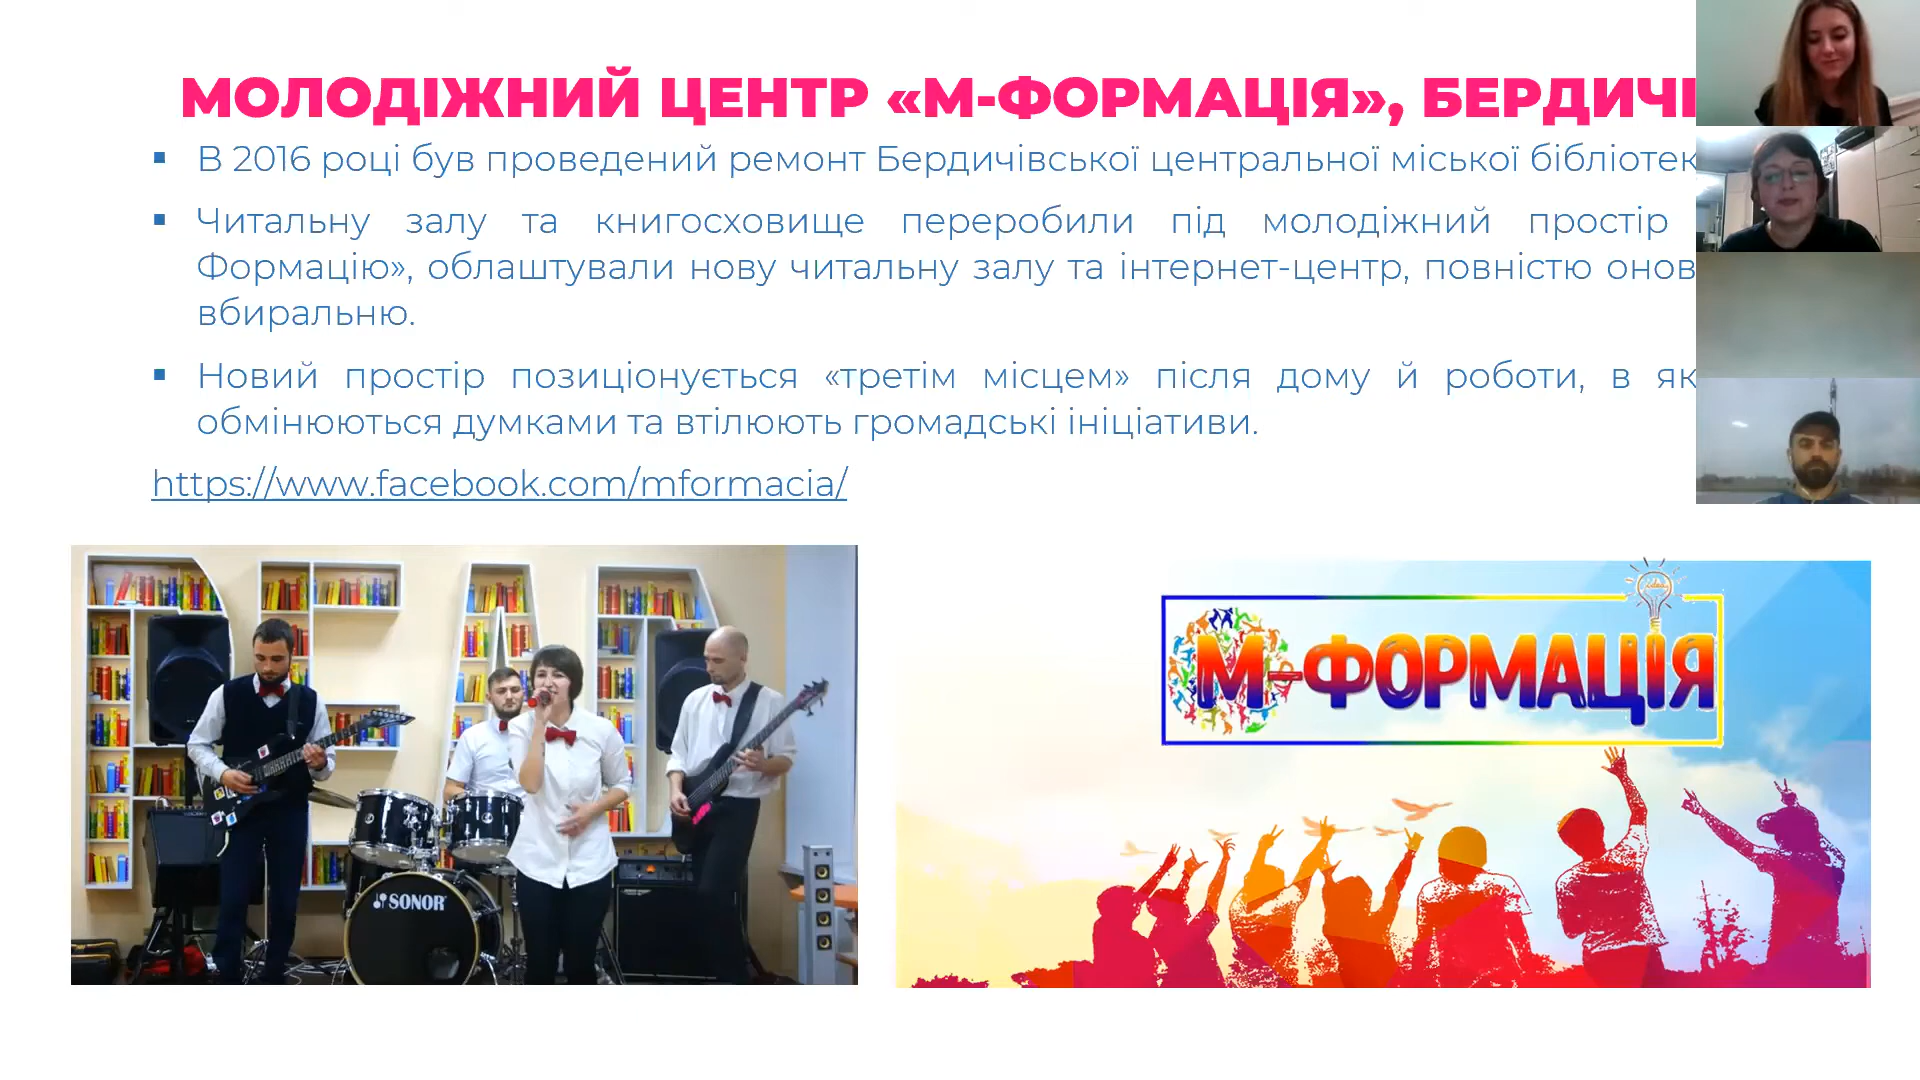 МОЛОДІЖНИЙ ЦЕНТР «М-ФОРМАЦІЯ», БЕРДИЧІ
▪ В 2016 році був проведений ремонт Бердичівської центральної міської бібліотек
▪ Читальну залу та книгосховище переробили під молодіжний простір
Формацію», облаштували нову читальну залу та інтернет-центр, повністю онов
вбиральню.
▪ Новий простір позиціонується «третім місцем» після дому й роботи, в як
обмінюються думками та втілюють громадські ініціативи.
https://www.facebook.com/mformacia/
SONOR
idea
М-ФОРМАЦІЯ